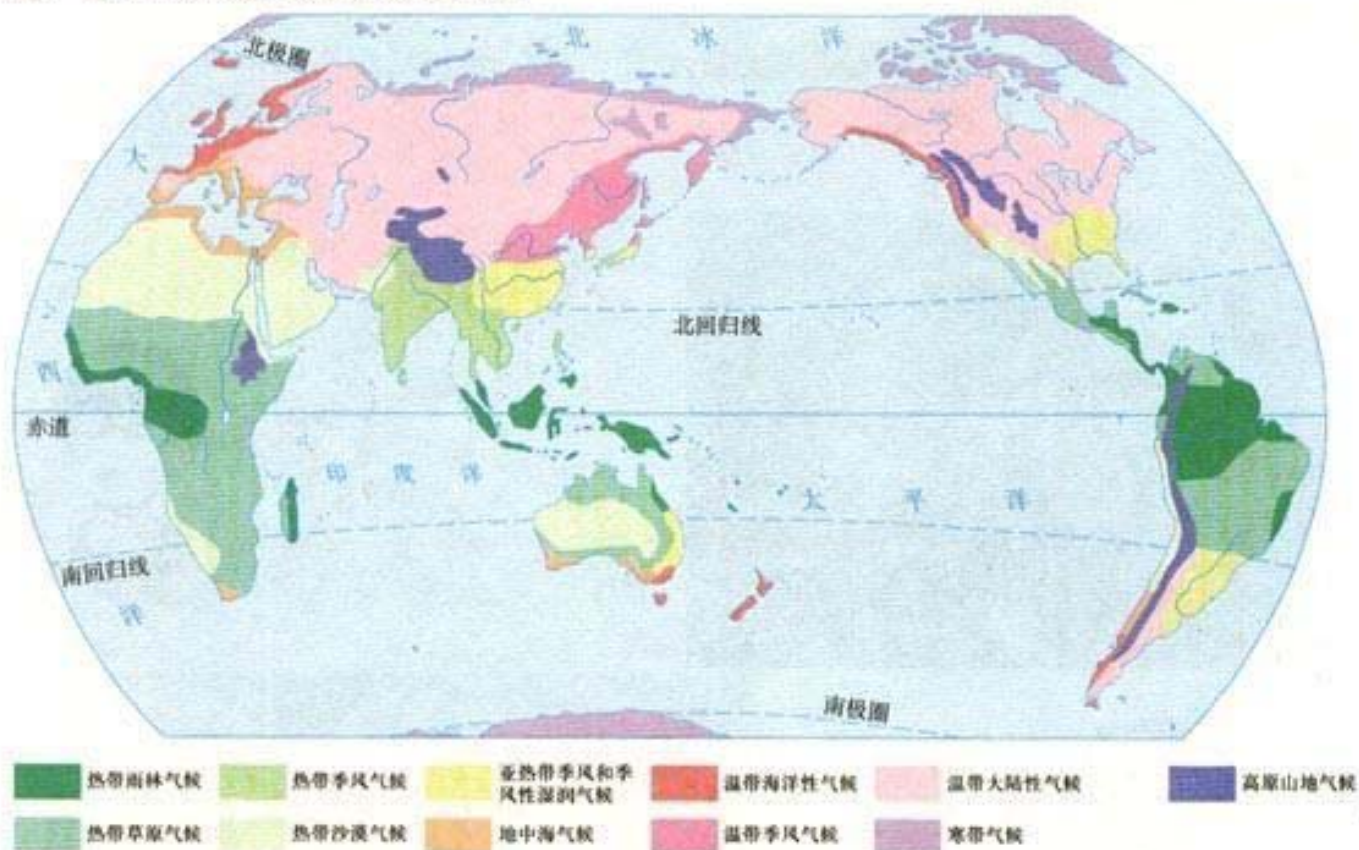 北极圈
北 冰 洋
大
西
洋
北回归线
赤道
印 度 洋
太 平 洋
南回归线
南极圈
热带雨林气候
热带季风气候
亚热带季风和季
风性湿润气候
温带海洋性气候
温带大陆性气候
高原山地气候
热带草原气候
热带沙漠气候
地中海气候
温带季风气候
寒带气候